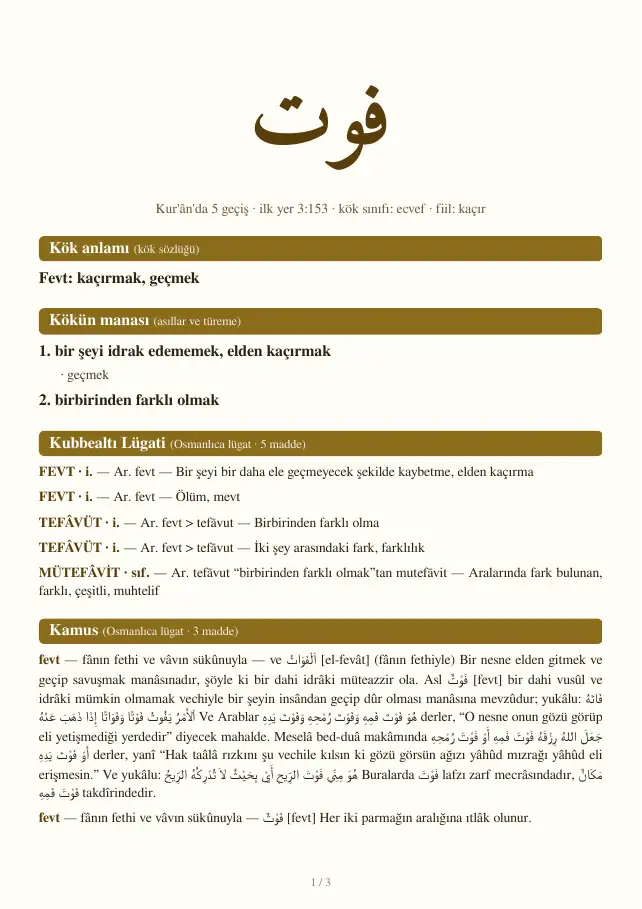 فوت
Kur'ân'da 5 geçiş · ilk yer 3:153 · kök sınıfı: ecvef · fiil: kaçır
Kök anlamı (kök sözlüğü)
Fevt: kaçırmak, geçmek
Kökün manası (asıllar ve türeme)
1. bir şeyi idrak edememek, elden kaçırmak
· geçmek
2. birbirinden farklı olmak
Kubbealtı Lügati (Osmanlıca lügat · 5 madde)
FEVT · i. — Ar. fevt — Bir şeyi bir daha ele geçmeyecek şekilde kaybetme, elden kaçırma
FEVT · i. — Ar. fevt — Ölüm, mevt
TEFÂVÜT · i. — Ar. fevt > tefâvut — Birbirinden farklı olma
TEFÂVÜT · i. — Ar. fevt > tefâvut — İki şey arasındaki fark, farklılık
MÜTEFÂVİT · sıf. — Ar. tefâvut “birbirinden farklı olmak”tan mutefâvit — Aralarında fark bulunan,
farklı, çeşitli, muhtelif
Kamus (Osmanlıca lügat · 3 madde)
fevt — fânın fethi ve vâvın sükûnuyla — ve اَلْفَوَاتُ [el-fevât] (fânın fethiyle) Bir nesne elden gitmek ve
geçip savuşmak manâsınadır, şöyle ki bir dahi idrâki müteazzir ola. Asl فَوْتٌ [fevt] bir dahi vusûl ve
idrâki mümkin olmamak vechiyle bir şeyin insândan geçip dûr olması manâsına mevzûdur; yukâlu: فَاتَهُ
اَلْأَمْرُ يَفُوتُ فَوْتًا وَفَوَاتًا إِذَا ذَهَبَ عَنْهُ Ve Arablar هُوَ فَوْتَ فَمِهِ وَفَوْتَ رُمْحِهِ وَفَوْتَ يَدِهِ derler, “O nesne onun gözü görüp
eli yetişmediği yerdedir” diyecek mahalde. Meselâ bed-duâ makâmında جَعَلَ اللهُ رِزْقَهُ فَوْتَ فَمِهِ أَوْ فَوْتَ رُمْحِهِ
أَوْ فَوْتَ يَدِهِ derler, yanî “Hak taâlâ rızkını şu vechile kılsın ki gözü görsün ağızı yâhûd mızrağı yâhûd eli
erişmesin.” Ve yukâlu: هُوَ مِنِّي فَوْتَ الرِّيحِ أَيْ بِحَيْثُ لاَ تُدْرِكُهُ الرِّيحُ Buralarda فَوْتَ lafzı zarf mecrâsındadır, مَكَانٌ
فَوْتَ فَمِهِ takdîrindedir.
fevt — fânın fethi ve vâvın sükûnuyla — فَوْتٌ [fevt] Her iki parmağın aralığına ıtlâk olunur.
1 / 3